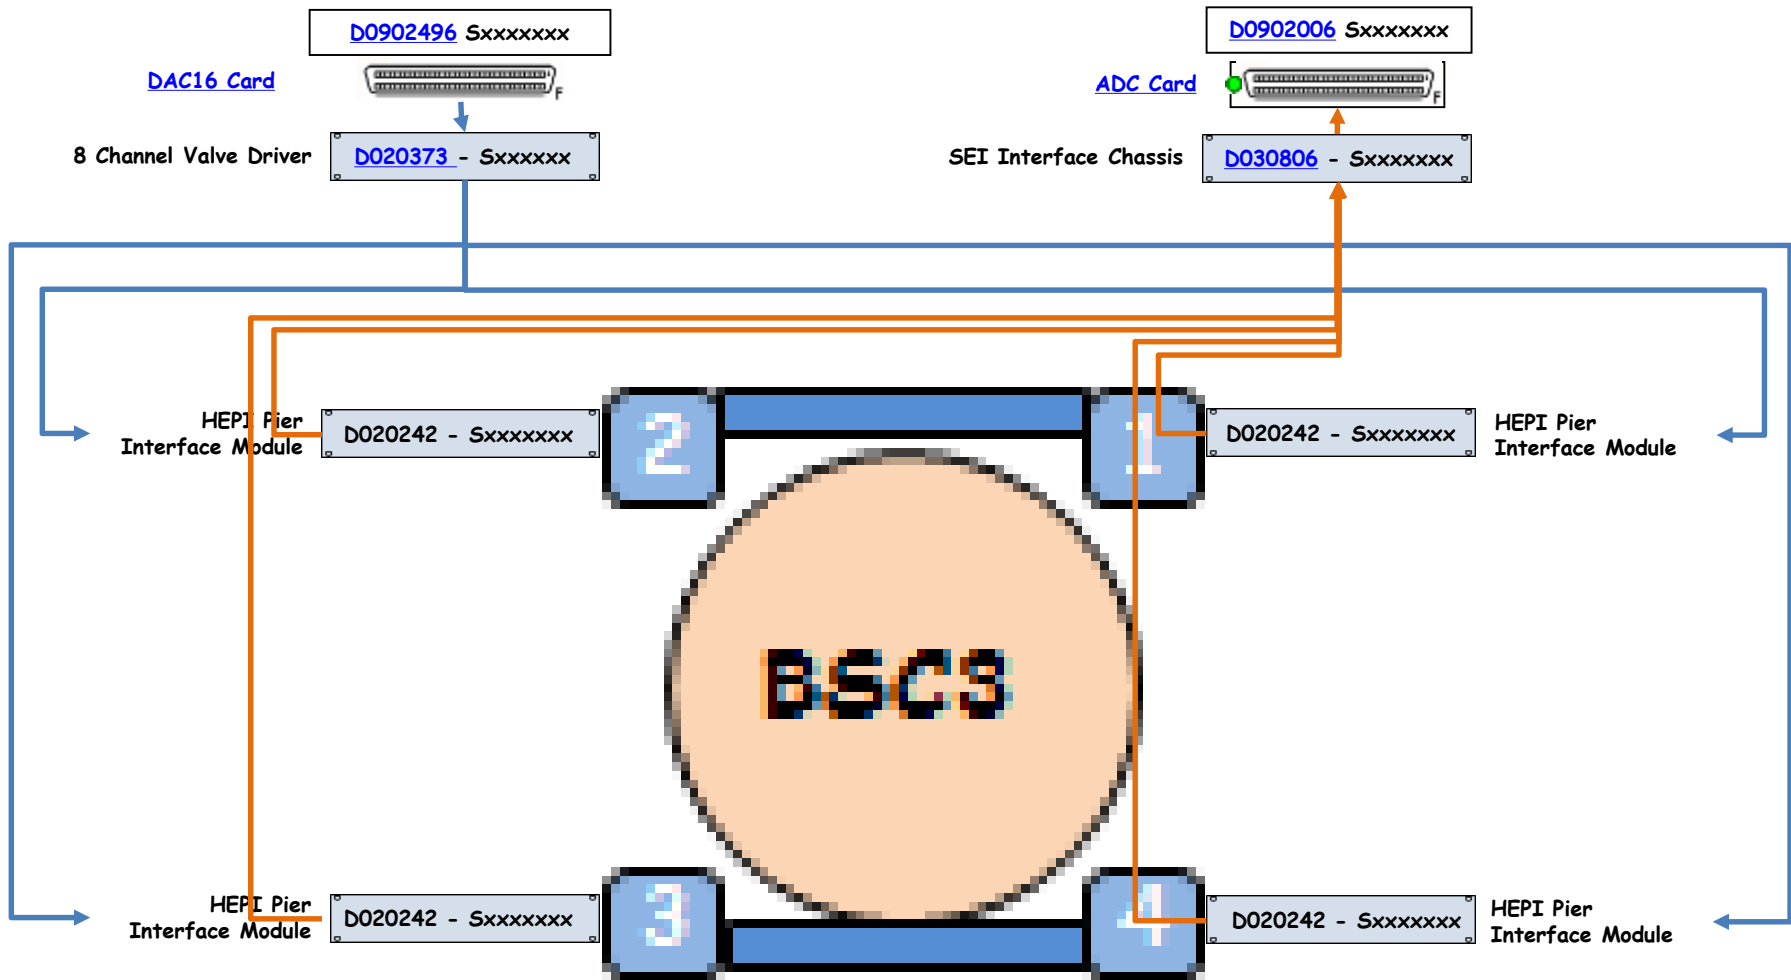 D0902496 Sxxxxxxx
D0902006 Sxxxxxxx
DAC16 Card
F
ADC Card
F
8 Channel Valve Driver
D020373 - Sxxxxxx
SEI Interface Chassis
D030806 - Sxxxxxxx
HEPI Pier
Interface Module
D020242 - Sxxxxxxx
2
1
D020242 - Sxxxxxxx
HEPI Pier
Interface Module
BSC3
HEPI Pier
Interface Module
D020242 - Sxxxxxxx
3
4
D020242 - Sxxxxxxx
HEPI Pier
Interface Module